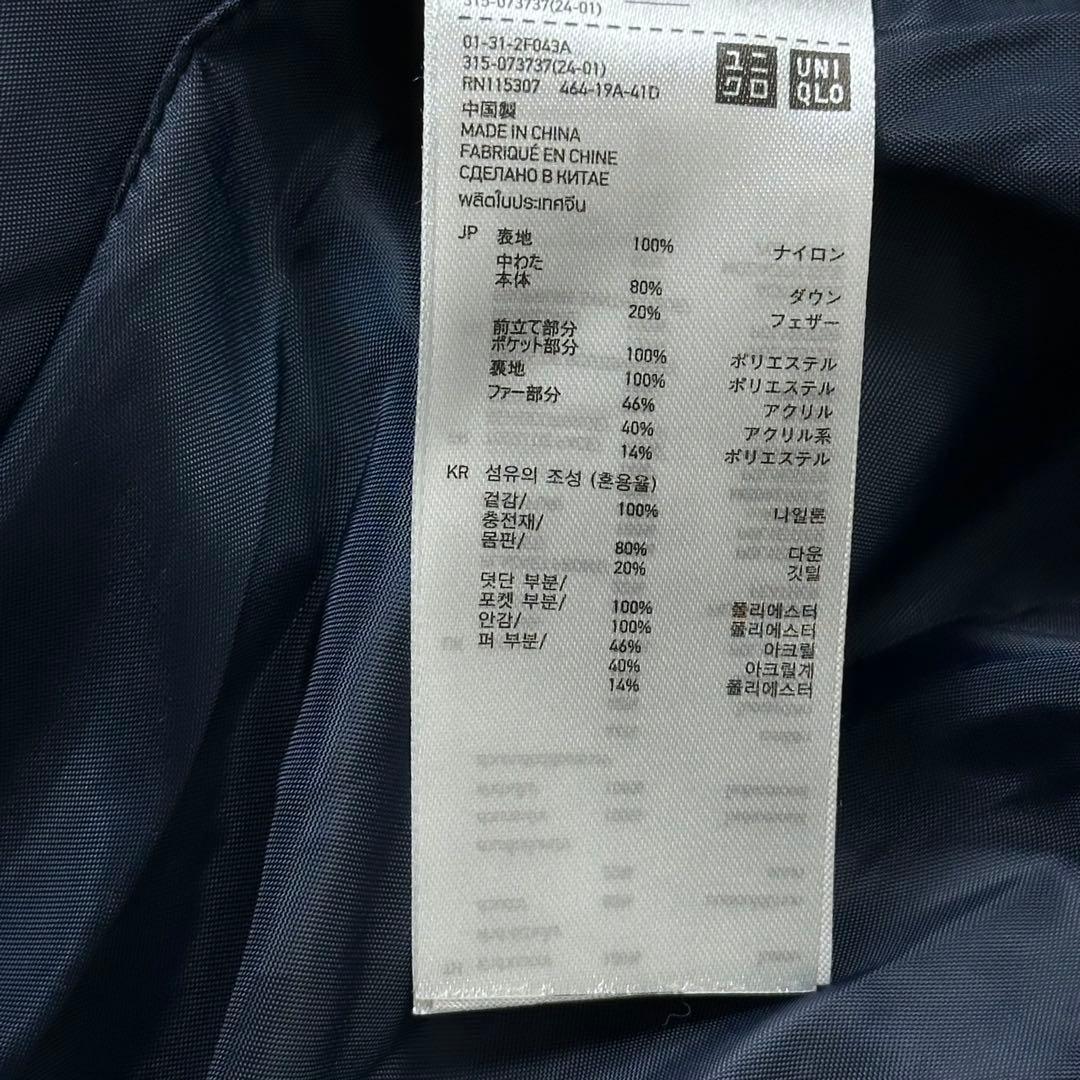 315-073737(24-01)
01-31-2F043A
315-073737(24-01)
RN115307 464-19A-41D
ユニクロ
UNIQLO
中国製
MADE IN CHINA
FABRIQUÉ EN CHINE
СДЕЛАНО В КИТАЕ
ผลิตในประเทศจีน
JP 表地 100% ナイロン
中わた
本体 80% ダウン
20% フェザー
前立て部分
ポケット部分 100% ポリエステル
裏地 100% ポリエステル
ファー部分 46% アクリル
40% アクリル系
14% ポリエステル
KR 섬유의 조성 (혼용율)
겉감/ 100% 나일론
충전재/
몸판/ 80% 다운
20% 깃털
덧단 부분/
포켓 부분/ 100% 폴리에스터
안감/ 100% 폴리에스터
퍼 부분/ 46% 아크릴
40% 아크릴계
14% 폴리에스터